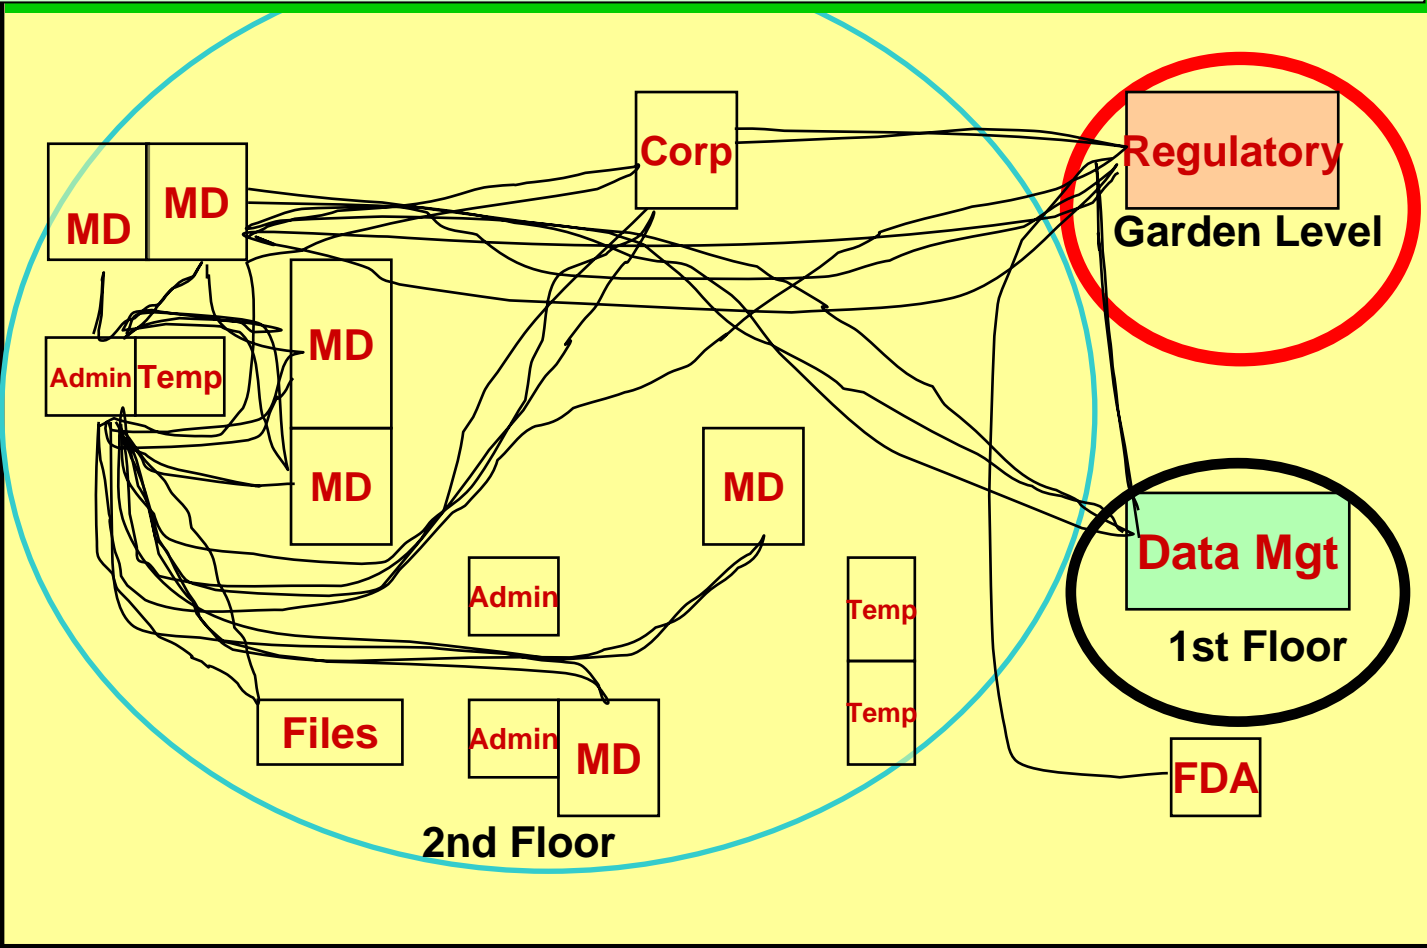 Corp
Regulatory
Garden Level
MD
MD
MD
Admin
Temp
MD
MD
Data Mgt
1st Floor
Admin
Temp
Temp
Files
Admin
MD
FDA
2nd Floor